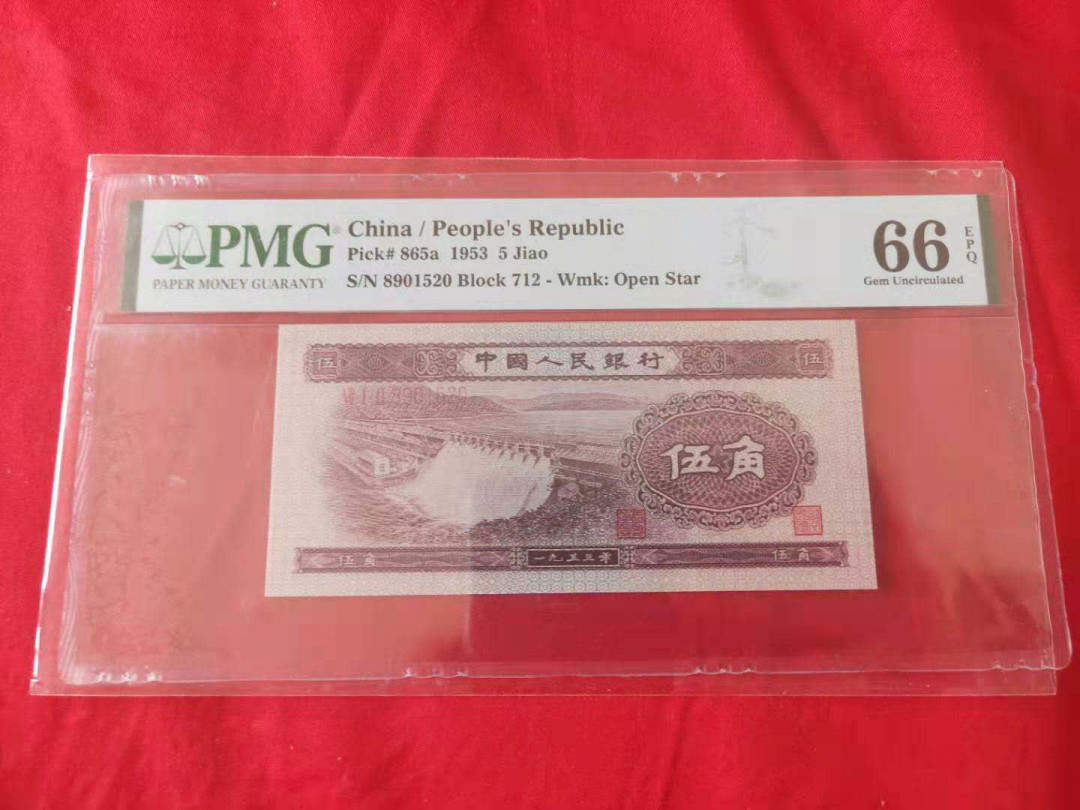 PMG
PAPER MONEY GUARANTY
China / People's Republic
Pick# 865a 1953 5 Jiao
S/N 8901520 Block 712 - Wmk: Open Star
66
EPQ
Gem Uncirculated
伍 中國人民銀行 伍
8901520
伍角
伍角 一九五三年 伍角